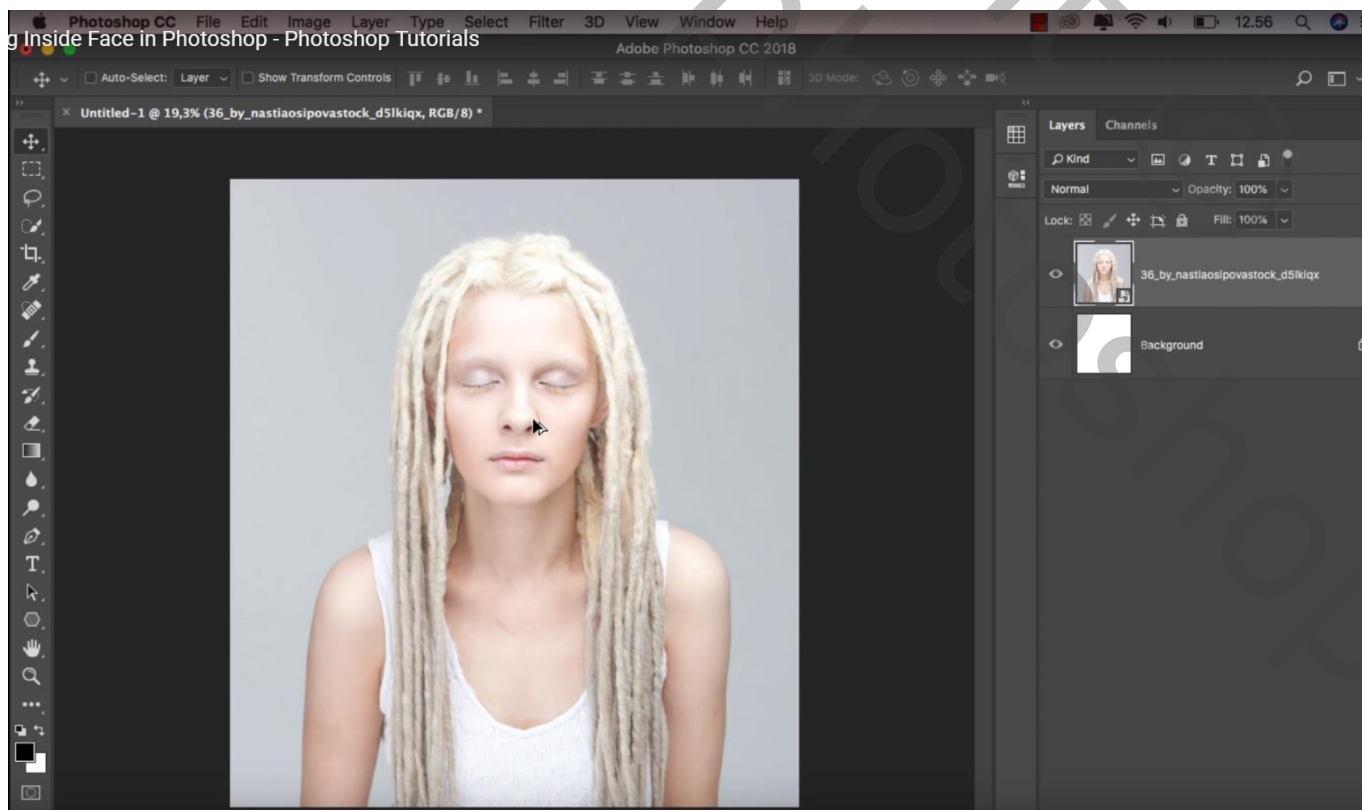 Photoshop CC File Edit Image Layer Type Select Filter 3D View Window Help 12.56
g Inside Face in Photoshop - Photoshop Tutorials
Adobe Photoshop CC 2018
Auto-Select: Layer Show Transform Controls 3D Mode:
× Untitled-1 @ 19,3% (36_by_nastiaosipovastock_d5lkiqx, RGB/8) *
Layers Channels
Kind
Normal Opacity: 100%
Lock: Fill: 100%
36_by_nastiaosipovastock_d5lkiqx
Background